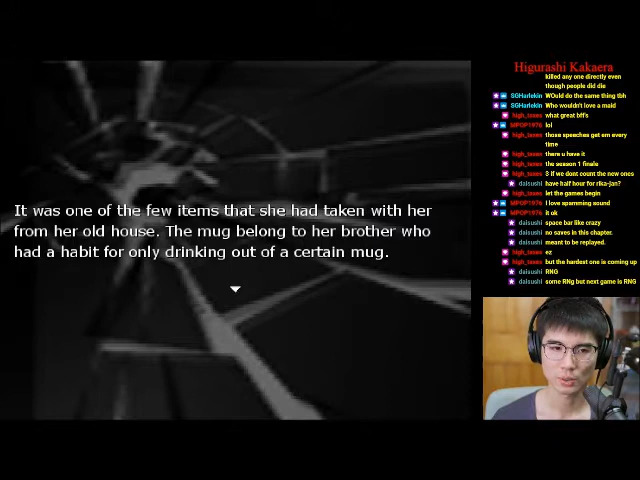 Higurashi Kakaera
killed any one directly even
though people did die
SGHarlekin WOuld do the same thing tbh
SGHarlekin Who wouldn't love a maid
high_taxes what great bff's
MPOP1976 lol
high_taxes those speeches get em every
time
high_taxes there u have it
high_taxes the season 1 finale
high_taxes 3 if we dont count the new ones
daisushi have half hour for rika-jan?
high_taxes let the games begin
MPOP1976 I love spamming sound
MPOP1976 it ok
daisushi space bar like crazy
daisushi no saves in this chapter.
daisushi meant to be replayed.
high_taxes ez
high_taxes but the hardest one is coming up
daisushi RNG
daisushi some RNg but next game is RNG
It was one of the few items that she had taken with her
from her old house. The mug belong to her brother who
had a habit for only drinking out of a certain mug.